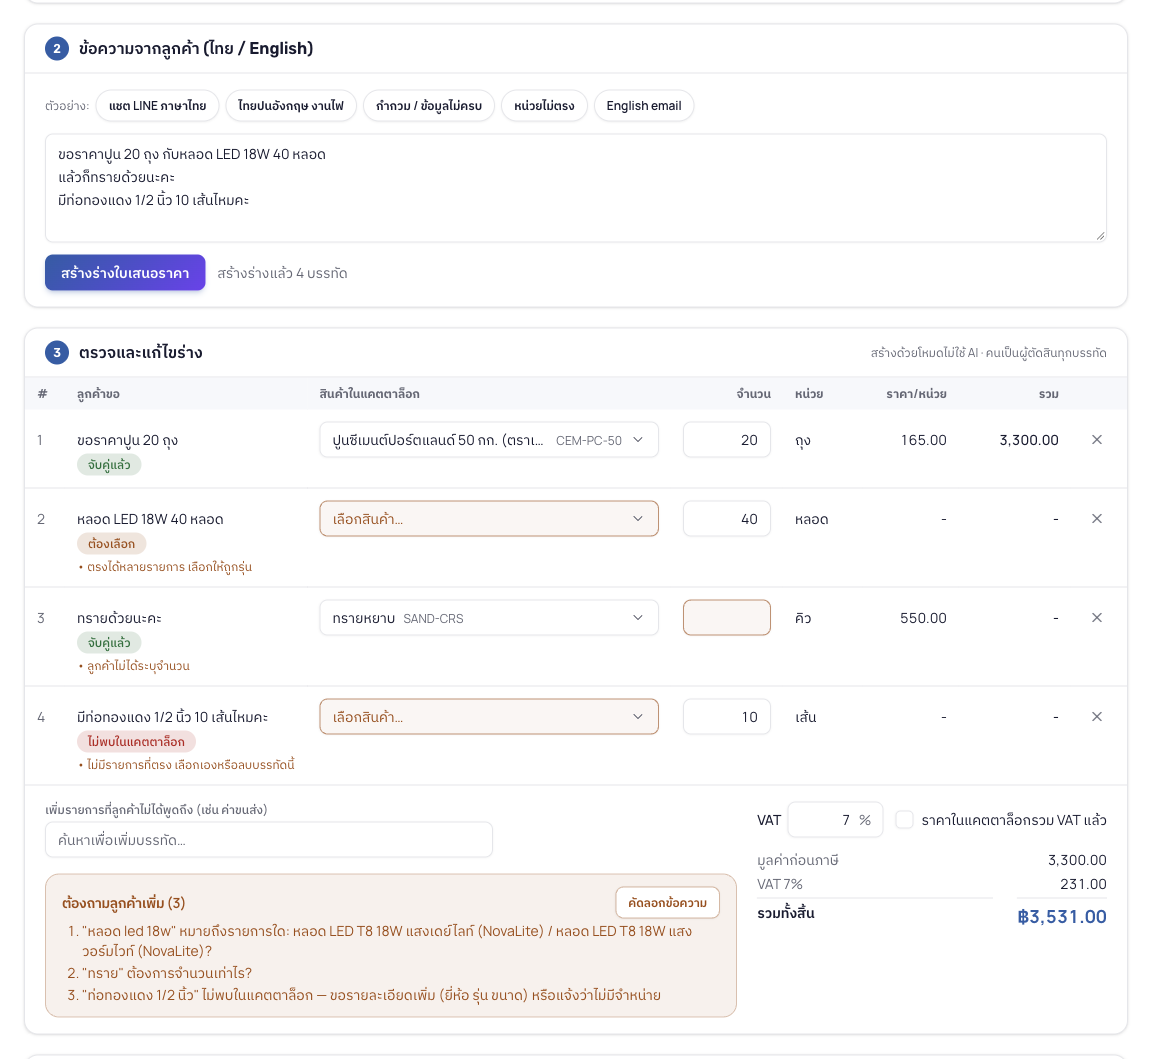 2 ข้อความจากลูกค้า (ไทย / English)
ตัวอย่าง: แชต LINE ภาษาไทย ไทยปนอังกฤษ งานไฟ กำกวม / ข้อมูลไม่ครบ หน่วยไม่ตรง English email
ขอราคาปูน 20 ถุง กับหลอด LED 18W 40 หลอด
แล้วก็ทรายด้วยนะคะ
มีท่อทองแดง 1/2 นิ้ว 10 เส้นไหมคะ
สร้างร่างใบเสนอราคา สร้างร่างแล้ว 4 บรรทัด
3 ตรวจและแก้ไขร่าง สร้างด้วยโหมดไม่ใช้ AI · คนเป็นผู้ตัดสินทุกบรรทัด
# ลูกค้าขอ สินค้าในแคตตาล็อก จำนวน หน่วย ราคา/หน่วย รวม
1 ขอราคาปูน 20 ถุง ปูนซีเมนต์ปอร์ตแลนด์ 50 กก. (ตราเ... CEM-PC-50 20 ถุง 165.00 3,300.00 ×
จับคู่แล้ว
2 หลอด LED 18W 40 หลอด เลือกสินค้า... 40 หลอด - - ×
ต้องเลือก
• ตรงได้หลายรายการ เลือกให้ถูกรุ่น
3 ทรายด้วยนะคะ ทรายหยาบ SAND-CRS คิว 550.00 - ×
จับคู่แล้ว
• ลูกค้าไม่ได้ระบุจำนวน
4 มีท่อทองแดง 1/2 นิ้ว 10 เส้นไหมคะ เลือกสินค้า... 10 เส้น - - ×
ไม่พบในแคตตาล็อก
• ไม่มีรายการที่ตรง เลือกเองหรือลบบรรทัดนี้
เพิ่มรายการที่ลูกค้าไม่ได้พูดถึง (เช่น ค่าขนส่ง)
ค้นหาเพื่อเพิ่มบรรทัด...
VAT 7 % ราคาในแคตตาล็อกรวม VAT แล้ว
มูลค่าก่อนภาษี 3,300.00
VAT 7% 231.00
รวมทั้งสิ้น ฿3,531.00
ต้องถามลูกค้าเพิ่ม (3) คัดลอกข้อความ
1. "หลอด led 18w" หมายถึงรายการใด: หลอด LED T8 18W แสงเดย์ไลท์ (NovaLite) / หลอด LED T8 18W แสง
วอร์มไวท์ (NovaLite)?
2. "ทราย" ต้องการจำนวนเท่าไร?
3. "ท่อทองแดง 1/2 นิ้ว" ไม่พบในแคตตาล็อก — ขอรายละเอียดเพิ่ม (ยี่ห้อ รุ่น ขนาด) หรือแจ้งว่าไม่มีจำหน่าย